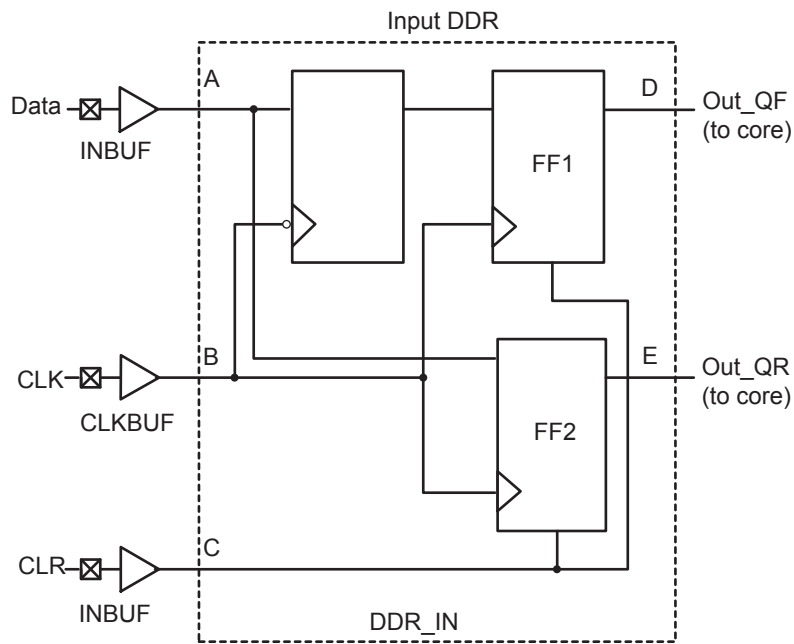 Input DDR
A
Data
INBUF
FF1
D
Out_QF
(to core)
B
CLK
CLKBUF
FF2
E
Out_QR
(to core)
C
CLR
INBUF
DDR_IN